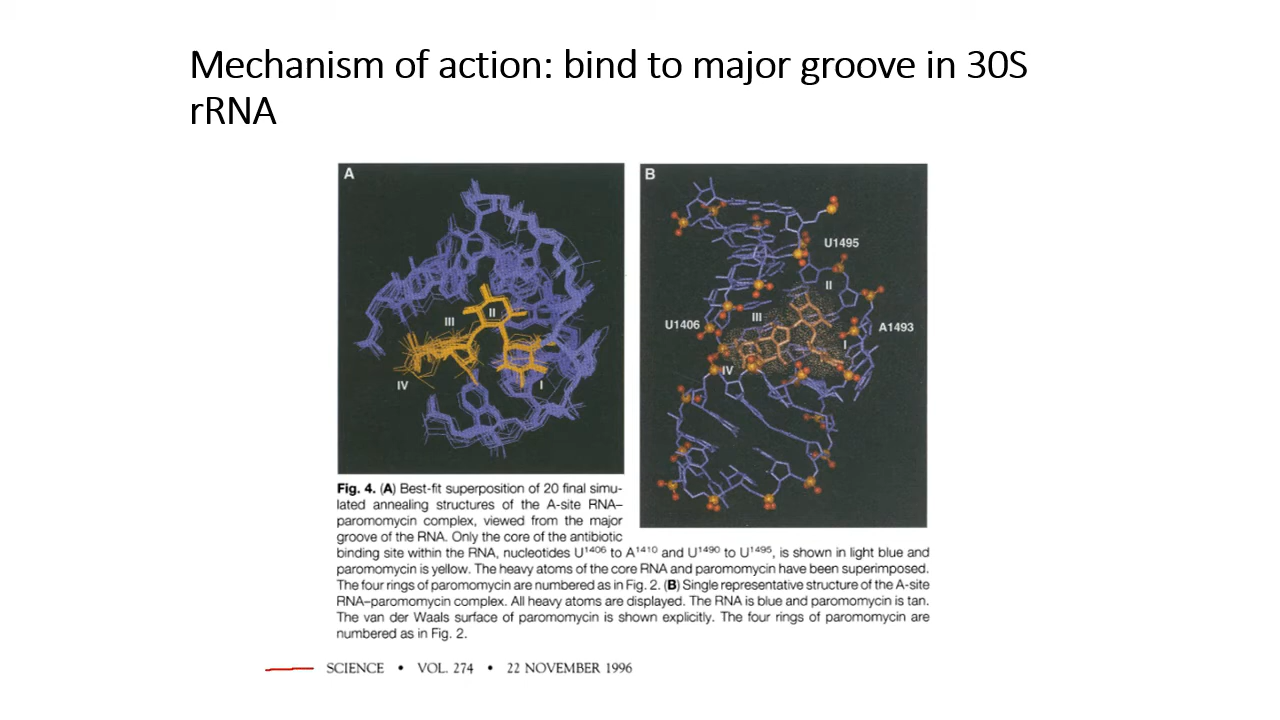 Mechanism of action: bind to major groove in 30S
rRNA
A
III
II
IV
I
B
U1495
II
III
U1406
A1493
I
IV
Fig. 4. (A) Best-fit superposition of 20 final simu-
lated annealing structures of the A-site RNA–
paromomycin complex, viewed from the major
groove of the RNA. Only the core of the antibiotic
binding site within the RNA, nucleotides U¹⁴⁰⁶ to A¹⁴¹⁰ and U¹⁴⁹⁰ to U¹⁴⁹⁵, is shown in light blue and
paromomycin is yellow. The heavy atoms of the core RNA and paromomycin have been superimposed.
The four rings of paromomycin are numbered as in Fig. 2. (B) Single representative structure of the A-site
RNA–paromomycin complex. All heavy atoms are displayed. The RNA is blue and paromomycin is tan.
The van der Waals surface of paromomycin is shown explicitly. The four rings of paromomycin are
numbered as in Fig. 2.
SCIENCE • VOL. 274 • 22 NOVEMBER 1996